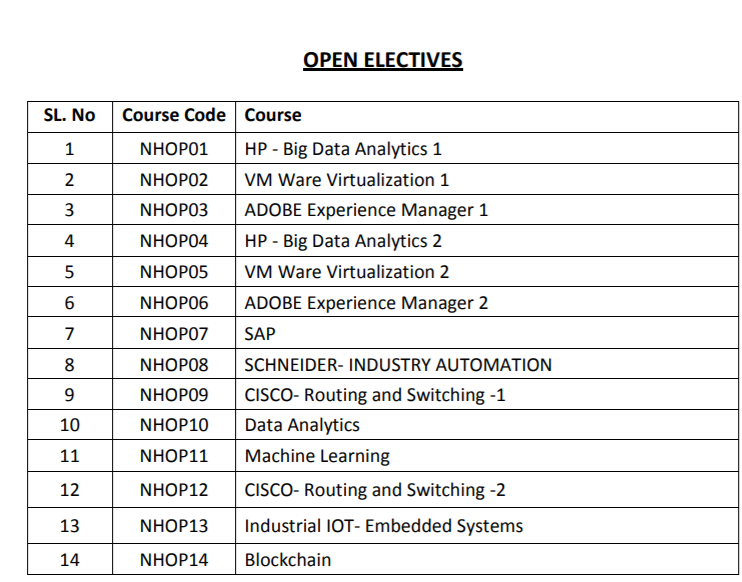 OPEN ELECTIVES
SL. No Course Code Course
1 NHOP01 HP - Big Data Analytics 1
2 NHOP02 VM Ware Virtualization 1
3 NHOP03 ADOBE Experience Manager 1
4 NHOP04 HP - Big Data Analytics 2
5 NHOP05 VM Ware Virtualization 2
6 NHOP06 ADOBE Experience Manager 2
7 NHOP07 SAP
8 NHOP08 SCHNEIDER- INDUSTRY AUTOMATION
9 NHOP09 CISCO- Routing and Switching -1
10 NHOP10 Data Analytics
11 NHOP11 Machine Learning
12 NHOP12 CISCO- Routing and Switching -2
13 NHOP13 Industrial IOT- Embedded Systems
14 NHOP14 Blockchain